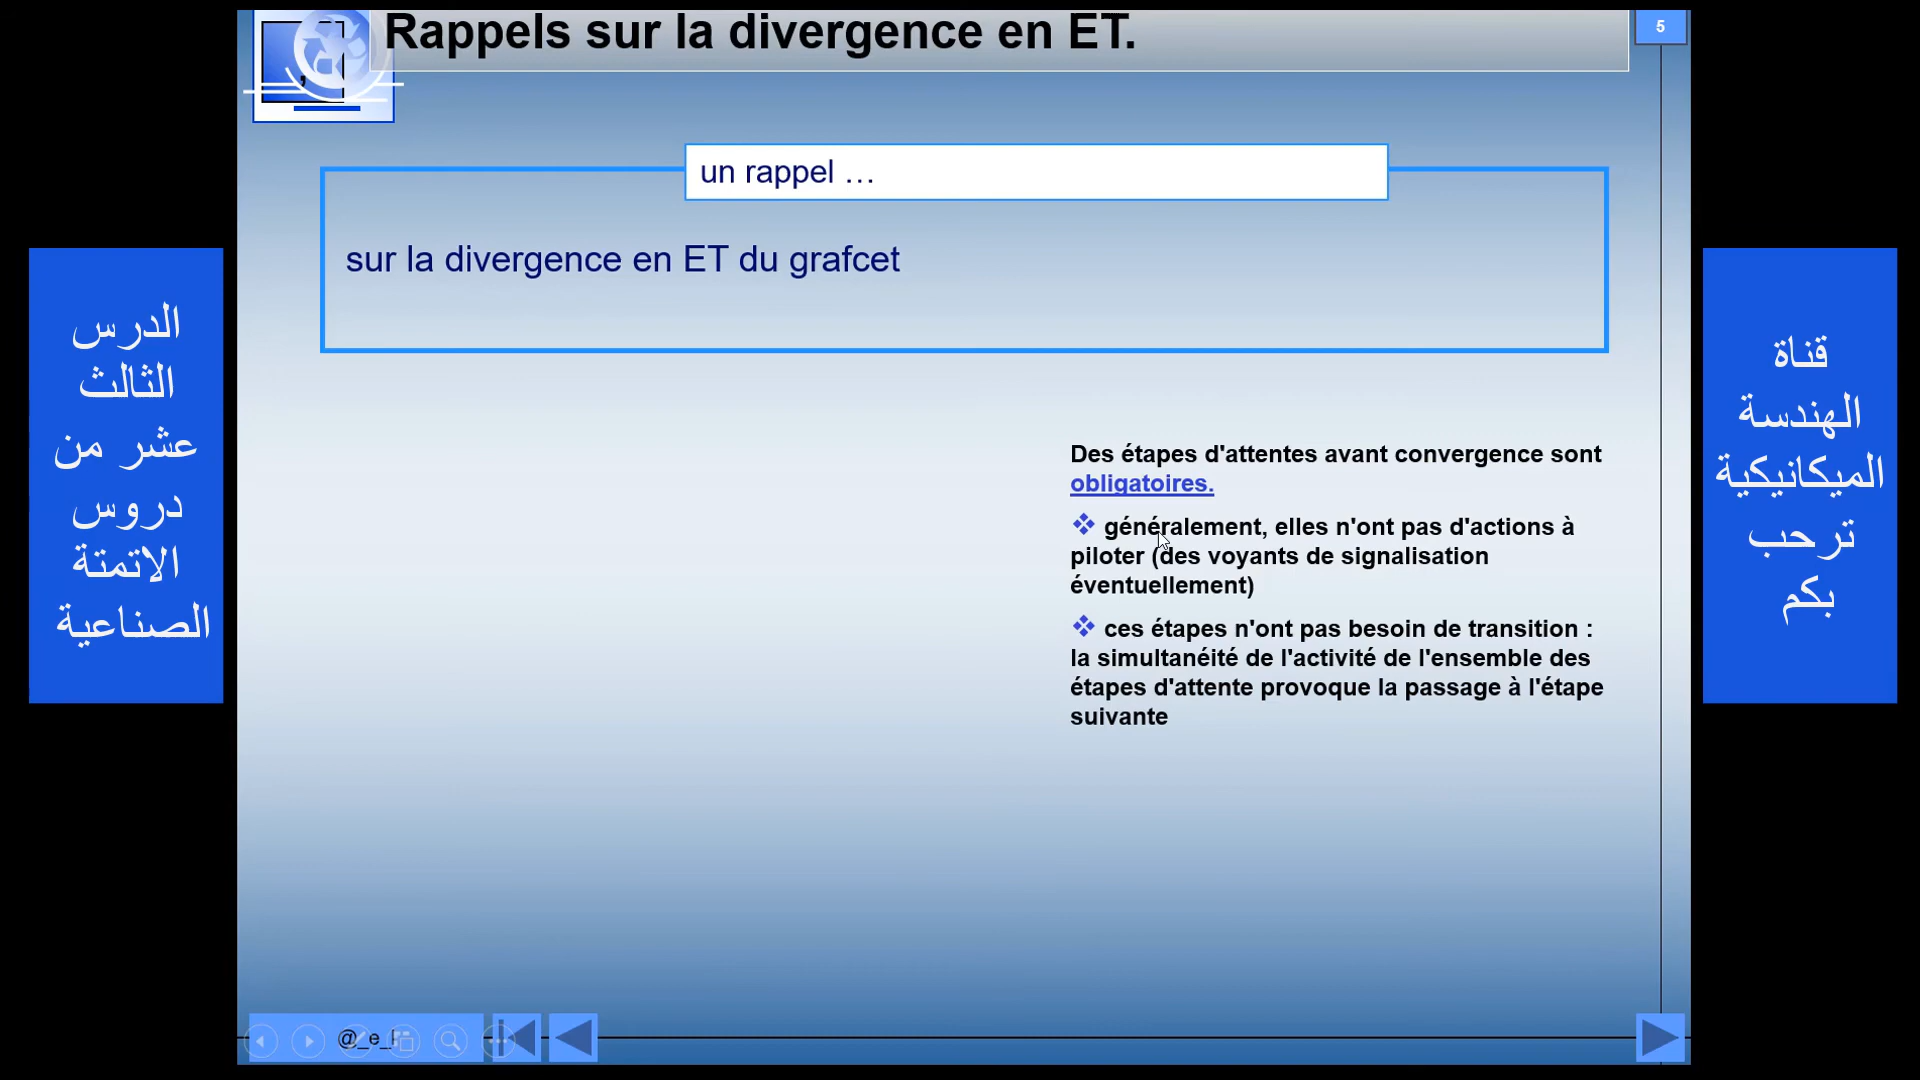 Rappels sur la divergence en ET.
5
un rappel …
sur la divergence en ET du grafcet
الدرس
الثالث
عشر من
دروس
الاتمتة
الصناعية
قناة
الهندسة
الميكانيكية
ترحب
بكم
Des étapes d'attentes avant convergence sont
obligatoires.
❖ généralement, elles n'ont pas d'actions à
piloter (des voyants de signalisation
éventuellement)
❖ ces étapes n'ont pas besoin de transition :
la simultanéité de l'activité de l'ensemble des
étapes d'attente provoque la passage à l'étape
suivante